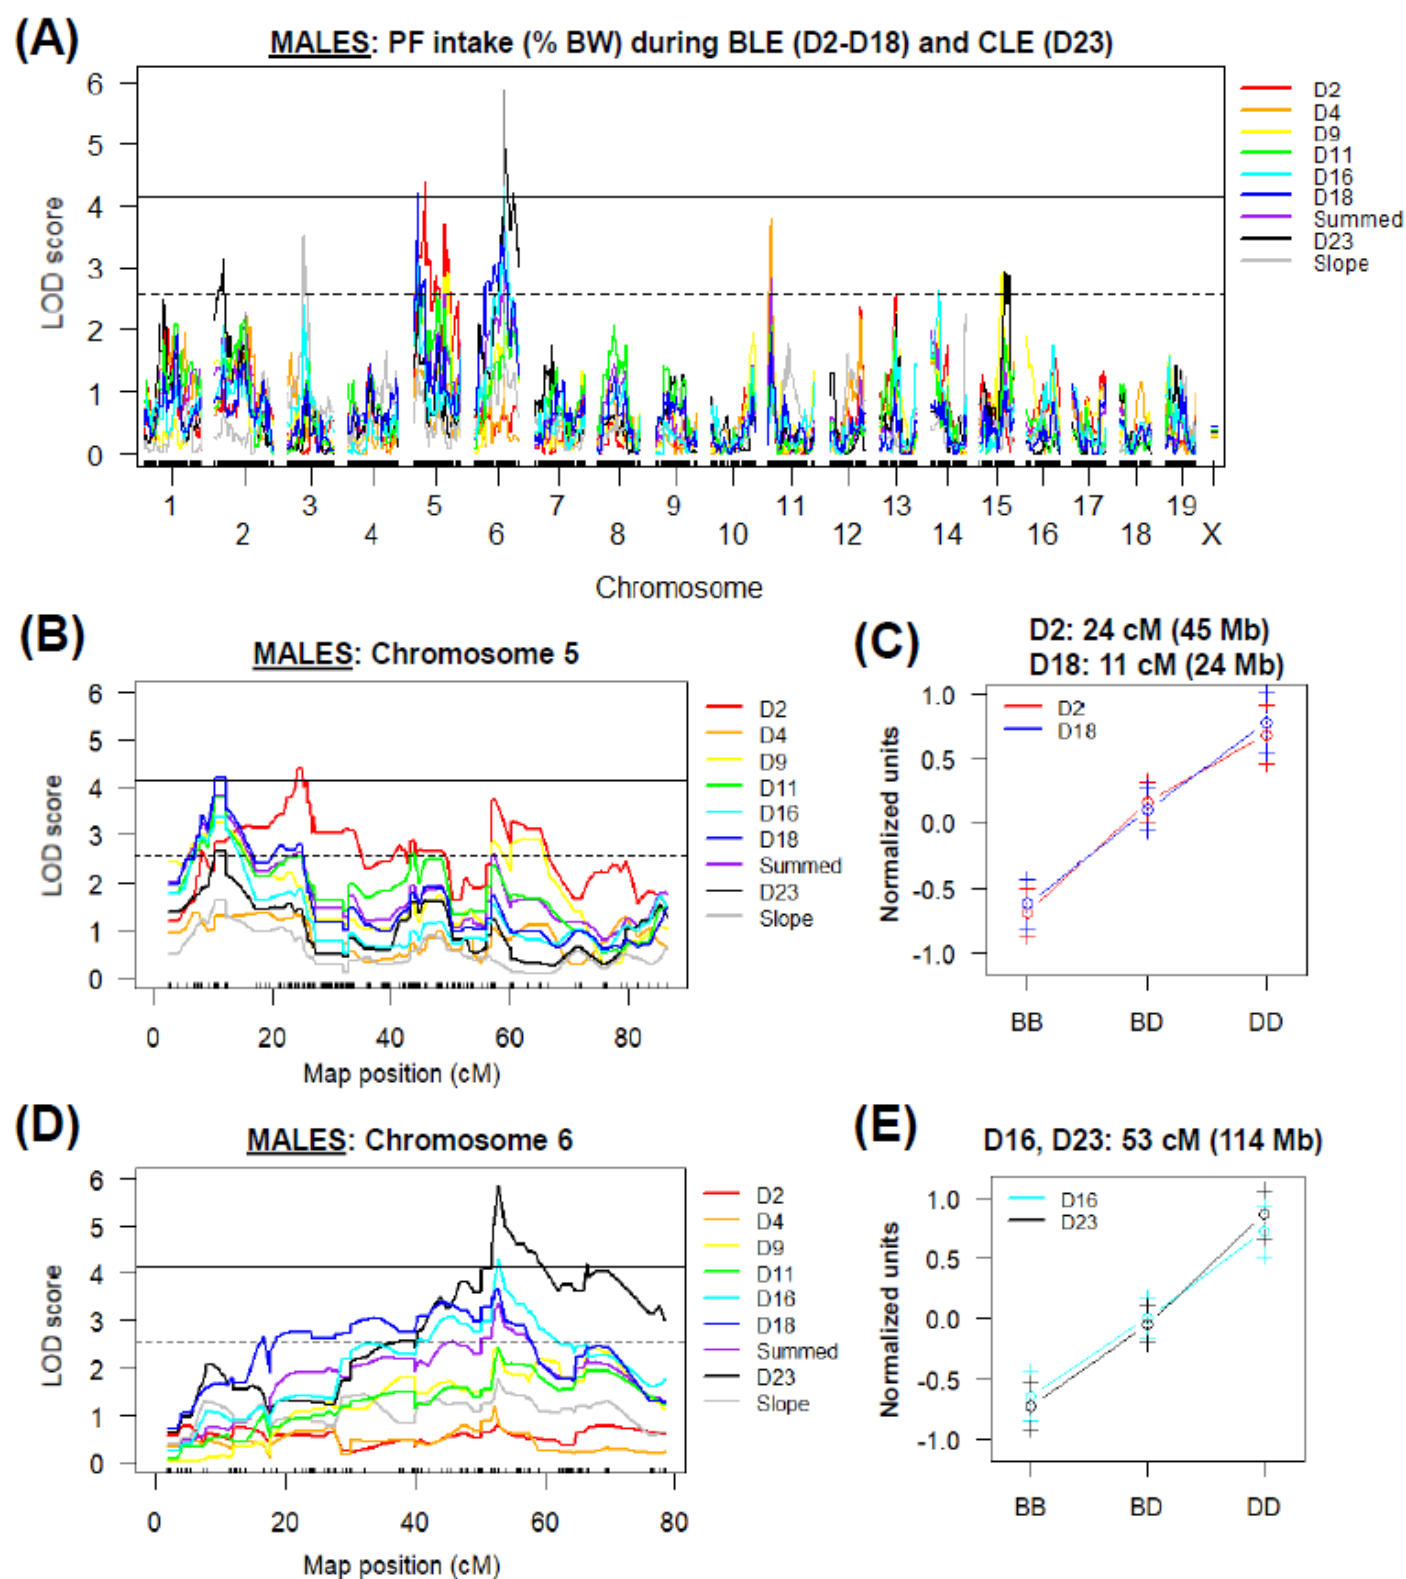 (A)
MALES: PF intake (% BW) during BLE (D2-D18) and CLE (D23)
LOD score
6
5
4
3
2
1
0
D2
D4
D9
D11
D16
D18
Summed
D23
Slope
1 3 5 7 9 11 13 15 17 19
2 4 6 8 10 12 14 16 18 X
Chromosome
(B)
MALES: Chromosome 5
LOD score
6
5
4
3
2
1
0
D2
D4
D9
D11
D16
D18
Summed
D23
Slope
0 20 40 60 80
Map position (cM)
(C)
D2: 24 cM (45 Mb)
D18: 11 cM (24 Mb)
Normalized units
1.0
0.5
0.0
-0.5
-1.0
D2
D18
BB BD DD
(D)
MALES: Chromosome 6
LOD score
6
5
4
3
2
1
0
D2
D4
D9
D11
D16
D18
Summed
D23
Slope
0 20 40 60 80
Map position (cM)
(E)
D16, D23: 53 cM (114 Mb)
Normalized units
1.0
0.5
0.0
-0.5
-1.0
D16
D23
BB BD DD